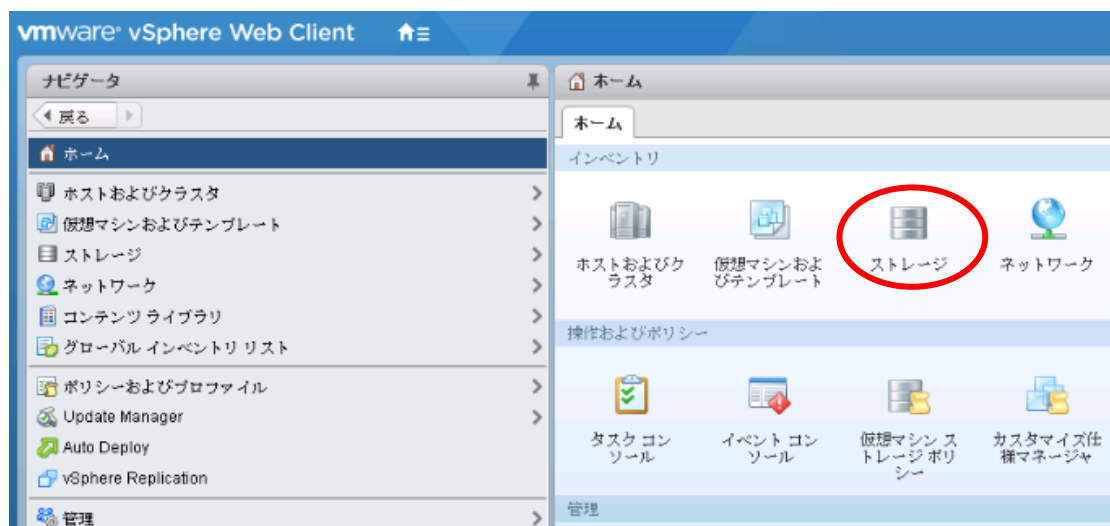 vmware® vSphere Web Client
ナビゲータ
戻る
ホーム
ホストおよびクラスタ
仮想マシンおよびテンプレート
ストレージ
ネットワーク
コンテンツ ライブラリ
グローバル インベントリ リスト
ポリシーおよびプロファイル
Update Manager
Auto Deploy
vSphere Replication
管理
ホーム
ホーム
インベントリ
ホストおよびク
ラスタ
仮想マシンおよ
びテンプレート
ストレージ
ネットワーク
操作およびポリシー
タスク コン
ソール
イベント コン
ソール
仮想マシン ス
トレージ ポリ
シー
カスタマイズ仕
様マネージャ
管理